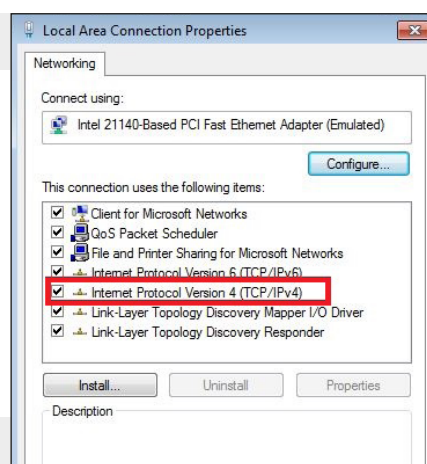 Local Area Connection Properties
Networking
Connect using:
Intel 21140-Based PCI Fast Ethernet Adapter (Emulated)
Configure...
This connection uses the following items:
Client for Microsoft Networks
QoS Packet Scheduler
File and Printer Sharing for Microsoft Networks
Internet Protocol Version 6 (TCP/IPv6)
Internet Protocol Version 4 (TCP/IPv4)
Link-Layer Topology Discovery Mapper I/O Driver
Link-Layer Topology Discovery Responder
Install... Uninstall Properties
Description